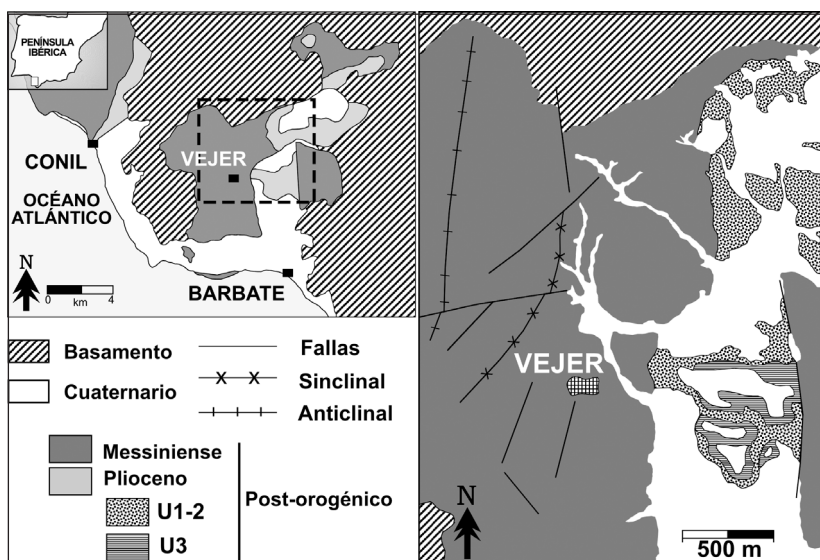 PENÍNSULA
IBÉRICA
CONIL
VEJER
OCÉANO
ATLÁNTICO
BARBATE
N
0 km 4
Basamento
Cuaternario
Fallas
Sinclinal
Anticlinal
Messiniense
Plioceno
U1-2
U3
Post-orogénico
VEJER
N
500 m